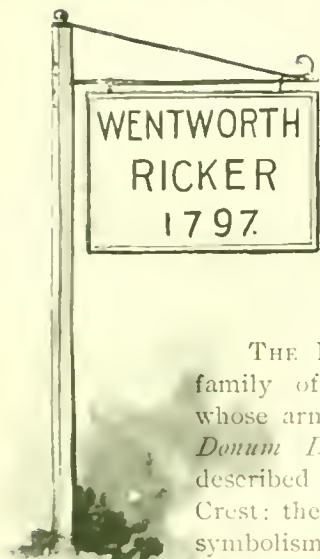 WENTWORTH
RICKER
1797.
THE
family of
whose arm
Donum
described
Crest: the
symbolism